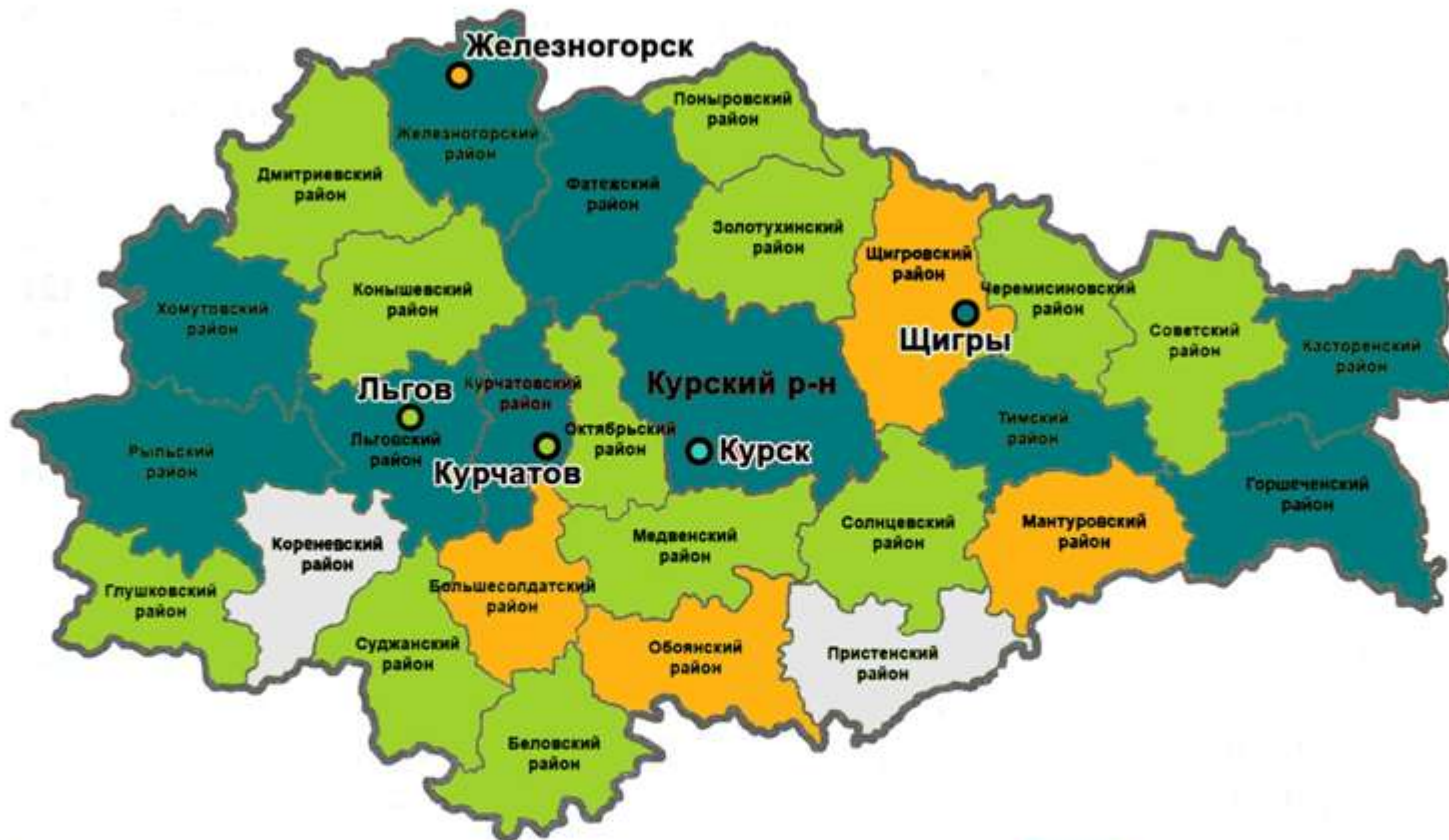 Железногорск
Поныровский
район
Железногорский
район
Дмитриевский
район
Фатежский
район
Золотухинский
район
Щигровский
район
Конышевский
район
Черемисиновский
район
Хомутовский
район
Щигры
Советский
район
Касторенский
район
Курчатовский
район
Льгов
Курский р-н
Тимский
район
Октябрьский
район
Льговский
район
Рыльский
район
Курск
Курчатов
Горшеченский
район
Солнцевский
район
Мантуровский
район
Медвенский
район
Кореневский
район
Большесолдатский
район
Глушковский
район
Суджанский
район
Обоянский
район
Пристенский
район
Беловский
район